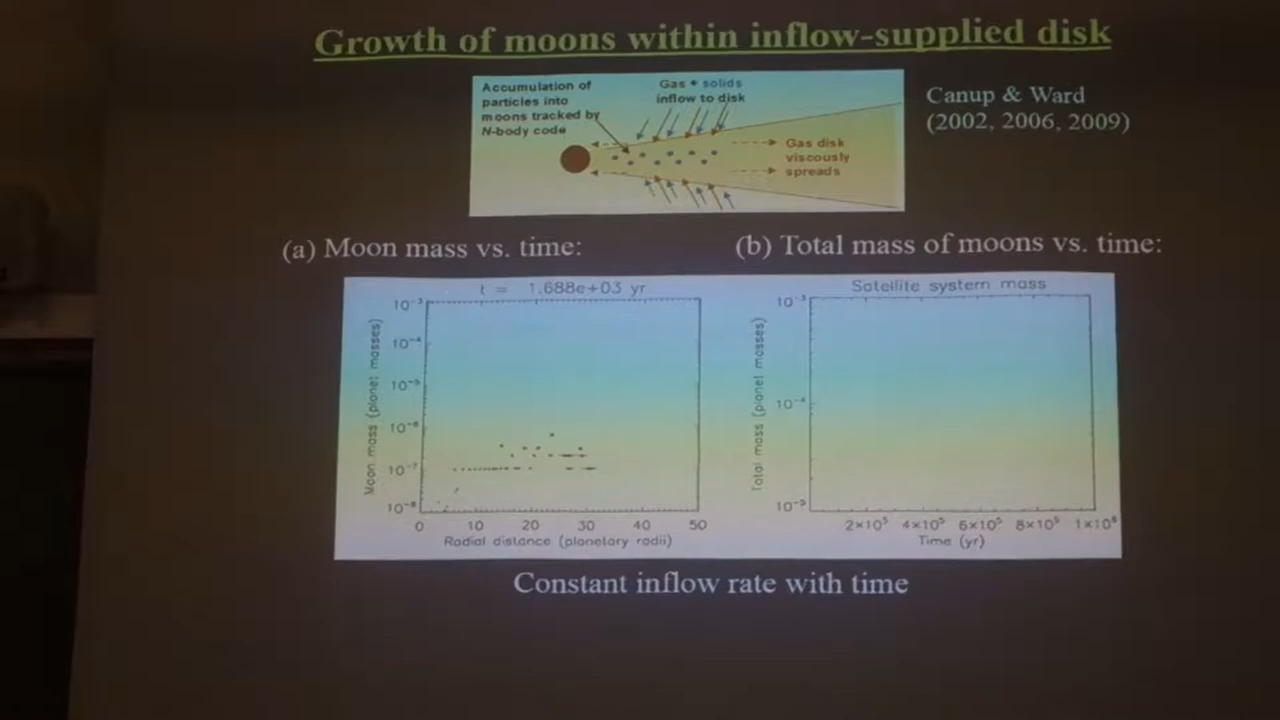 Growth of moons within inflow-supplied disk
Accumulation of
particles into
moons tracked by
N-body code
Gas + solids
inflow to disk
Gas disk
viscously
spreads
Canup & Ward
(2002, 2006, 2009)
(a) Moon mass vs. time:
(b) Total mass of moons vs. time:
t = 1.688e+03 yr
Moon mass (planet masses)
10⁻³
10⁻⁴
10⁻⁵
10⁻⁶
10⁻⁷
10⁻⁸
0 10 20 30 40 50
Radial distance (planetary radii)
Satellite system mass
Total mass (planet masses)
10⁻³
10⁻⁴
10⁻⁵
2×10⁵ 4×10⁵ 6×10⁵ 8×10⁵ 1×10⁶
Time (yr)
Constant inflow rate with time